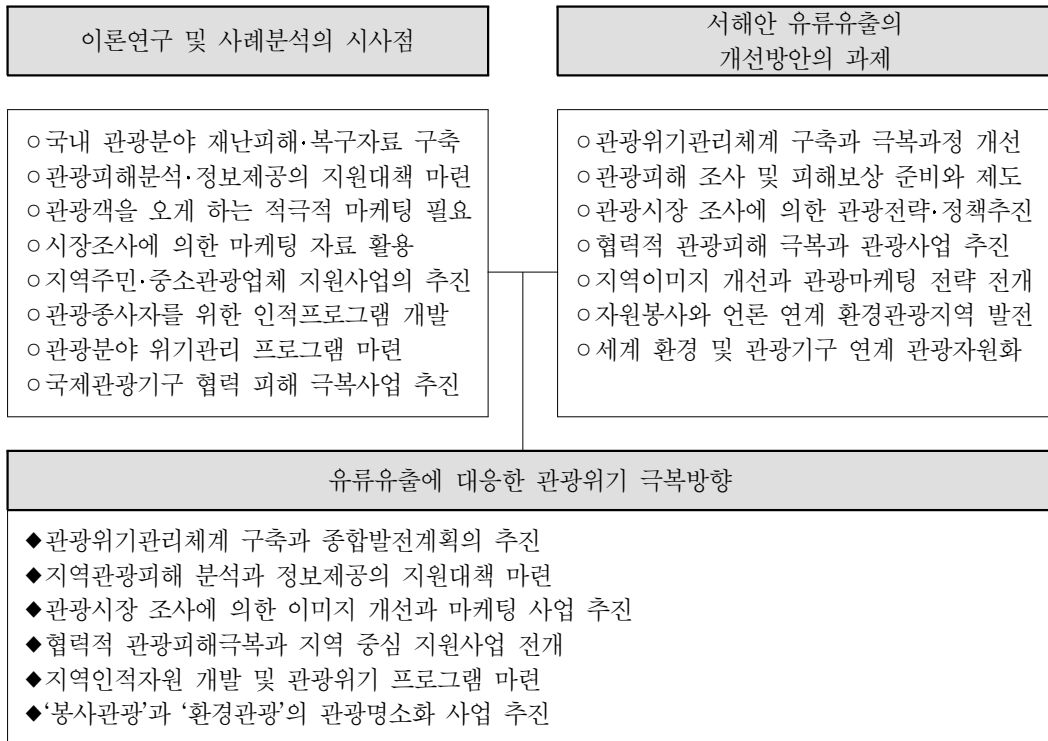 이론연구 및 사례분석의 시사점
○국내 관광분야 재난피해·복구자료 구축
○관광피해분석·정보제공의 지원대책 마련
○관광객을 오게 하는 적극적 마케팅 필요
○시장조사에 의한 마케팅 자료 활용
○지역주민·중소관광업체 지원사업의 추진
○관광종사자를 위한 인적프로그램 개발
○관광분야 위기관리 프로그램 마련
○국제관광기구 협력 피해 극복사업 추진
서해안 유류유출의
개선방안의 과제
○관광위기관리체계 구축과 극복과정 개선
○관광피해 조사 및 피해보상 준비와 제도
○관광시장 조사에 의한 관광전략·정책추진
○협력적 관광피해 극복과 관광사업 추진
○지역이미지 개선과 관광마케팅 전략 전개
○자원봉사와 언론 연계 환경관광지역 발전
○세계 환경 및 관광기구 연계 관광자원화
유류유출에 대응한 관광위기 극복방향
◆관광위기관리체계 구축과 종합발전계획의 추진
◆지역관광피해 분석과 정보제공의 지원대책 마련
◆관광시장 조사에 의한 이미지 개선과 마케팅 사업 추진
◆협력적 관광피해극복과 지역 중심 지원사업 전개
◆지역인적자원 개발 및 관광위기 프로그램 마련
◆‘봉사관광’과 ‘환경관광’의 관광명소화 사업 추진